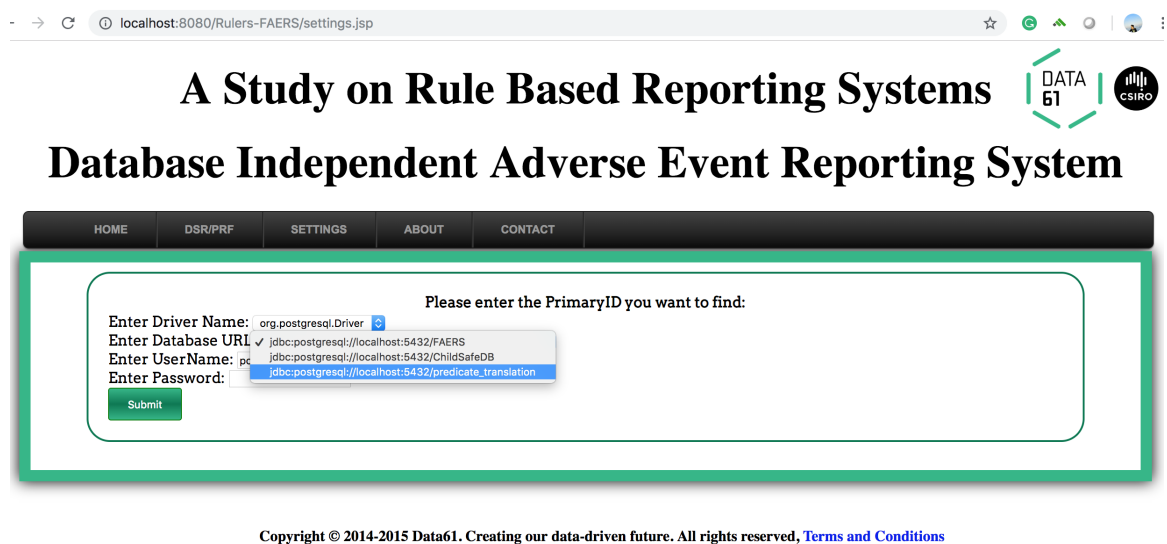 localhost:8080/Rulers-FAERS/settings.jsp
A Study on Rule Based Reporting Systems
DATA
61
CSIRO
Database Independent Adverse Event Reporting System
HOME DSR/PRF SETTINGS ABOUT CONTACT
Please enter the PrimaryID you want to find:
Enter Driver Name: org.postgresql.Driver
Enter Database URL ✓ jdbc:postgresql://localhost:5432/FAERS
jdbc:postgresql://localhost:5432/ChildSafeDB
Enter UserName: po
jdbc:postgresql://localhost:5432/predicate_translation
Enter Password:
Submit
Copyright © 2014-2015 Data61. Creating our data-driven future. All rights reserved, Terms and Conditions